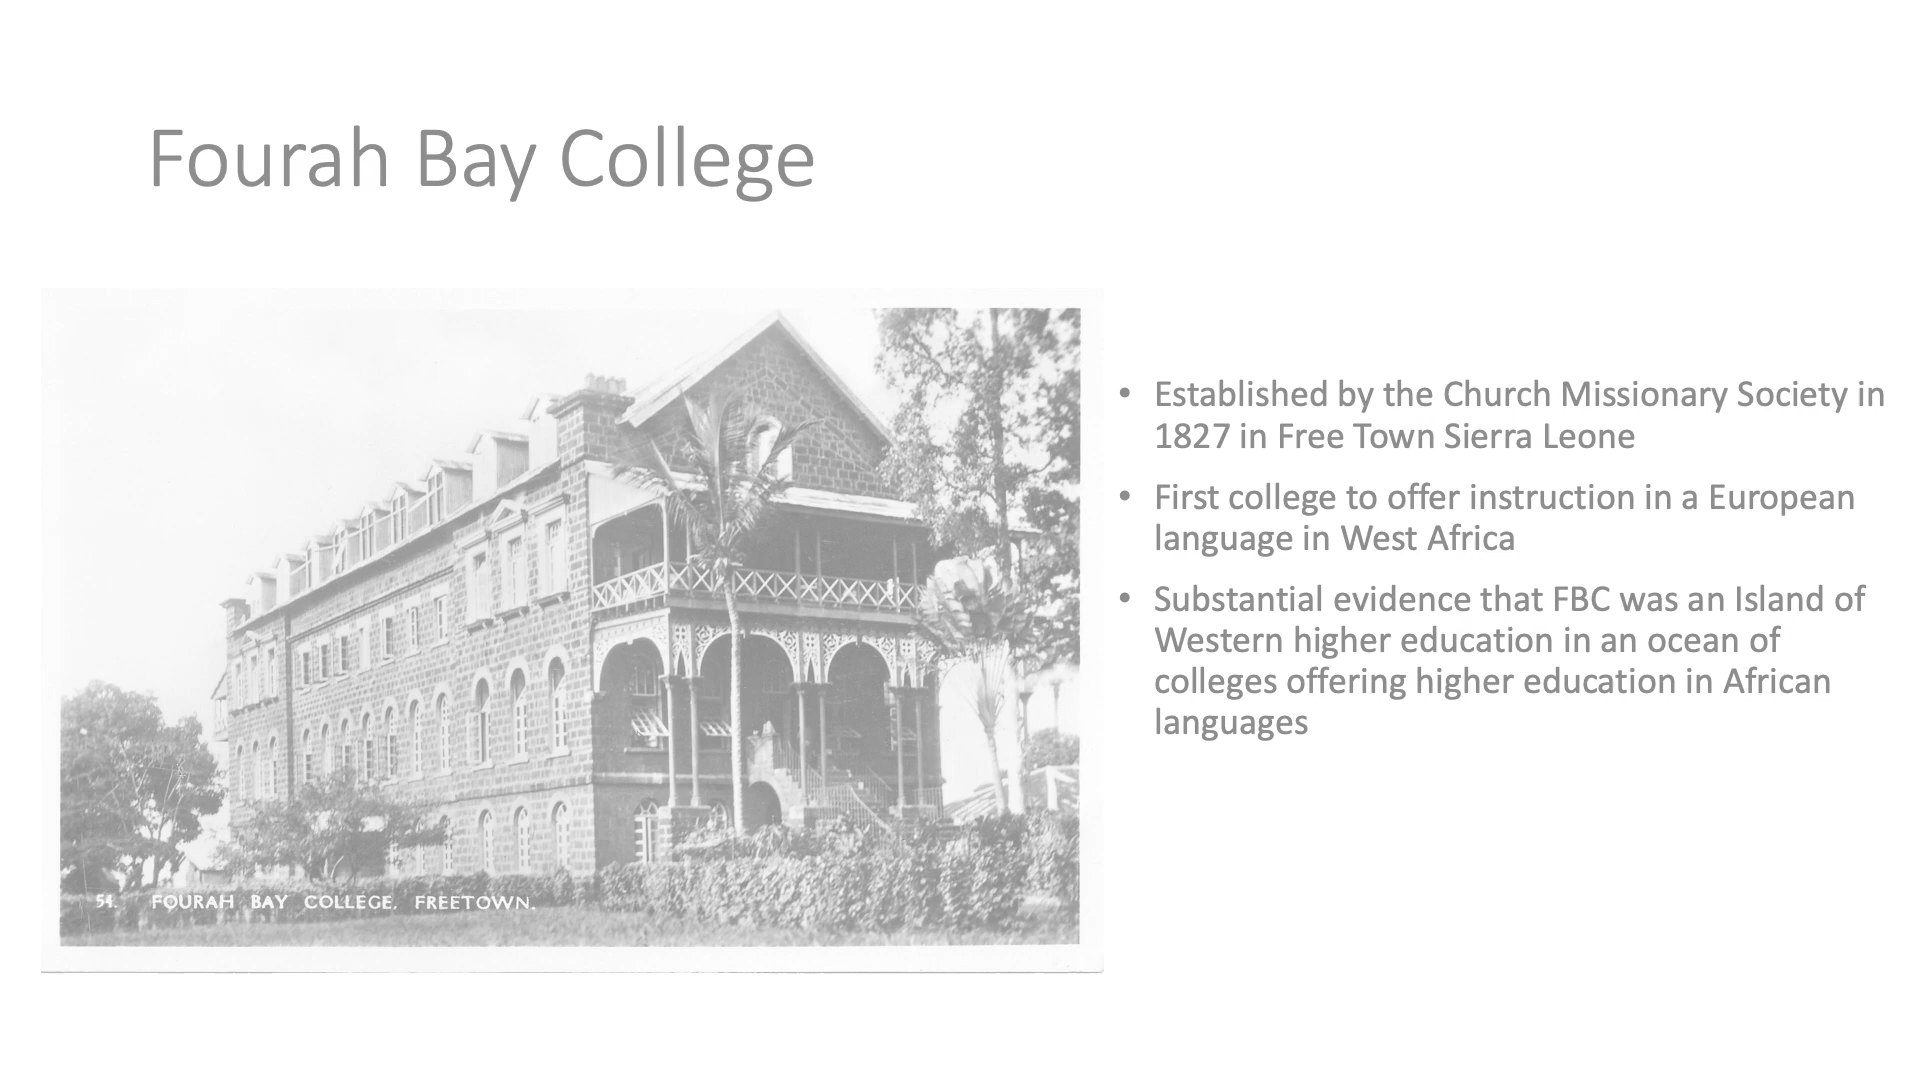 Fourah Bay College
54. FOURAH BAY COLLEGE, FREETOWN.
• Established by the Church Missionary Society in
1827 in Free Town Sierra Leone
• First college to offer instruction in a European
language in West Africa
• Substantial evidence that FBC was an Island of
Western higher education in an ocean of
colleges offering higher education in African
languages